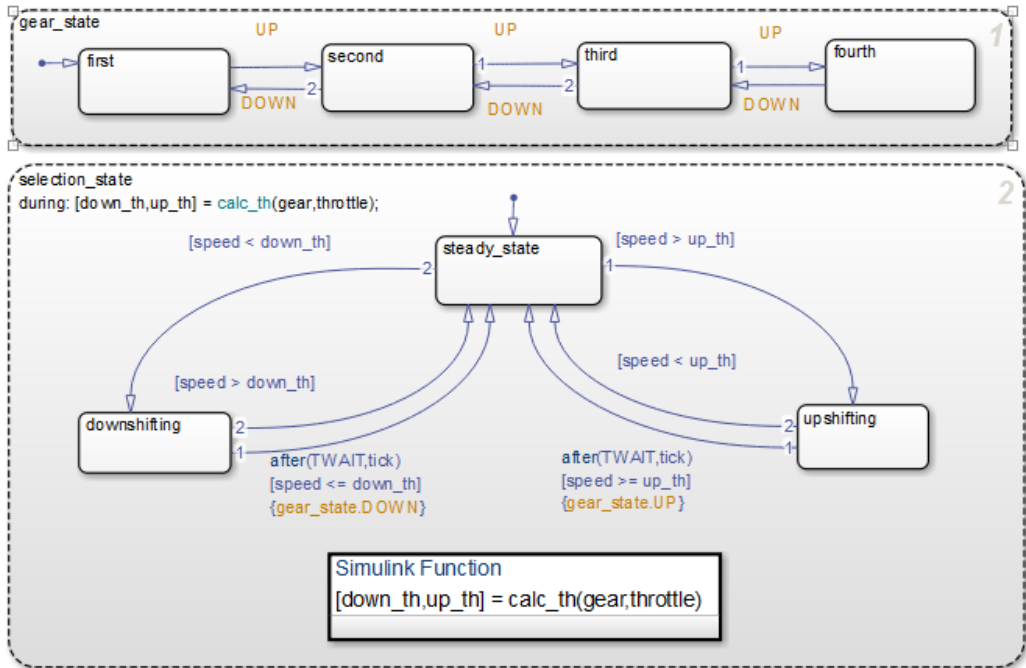 gear_state
1
UP
UP
UP
first
second
third
fourth
1
1
2
2
DOWN
DOWN
DOWN
selection_state
2
during: [down_th,up_th] = calc_th(gear,throttle);
[speed < down_th]
steady_state
[speed > up_th]
2
1
[speed > down_th]
[speed < up_th]
downshifting
upshifting
2
2
1
1
after(TWAIT,tick)
[speed <= down_th]
{gear_state.DOWN}
after(TWAIT,tick)
[speed >= up_th]
{gear_state.UP}
Simulink Function
[down_th,up_th] = calc_th(gear,throttle)